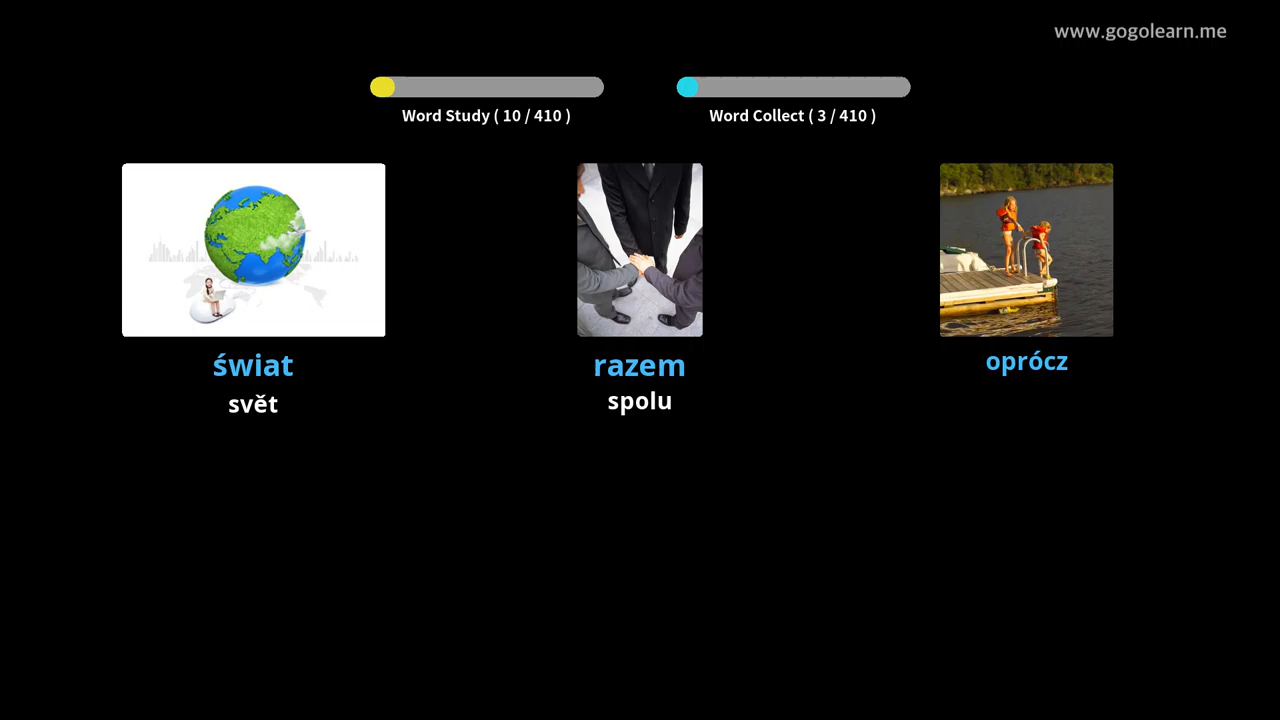 www.gogolearn.me
Word Study ( 10 / 410 )
Word Collect ( 3 / 410 )
świat
svět
razem
spolu
oprócz